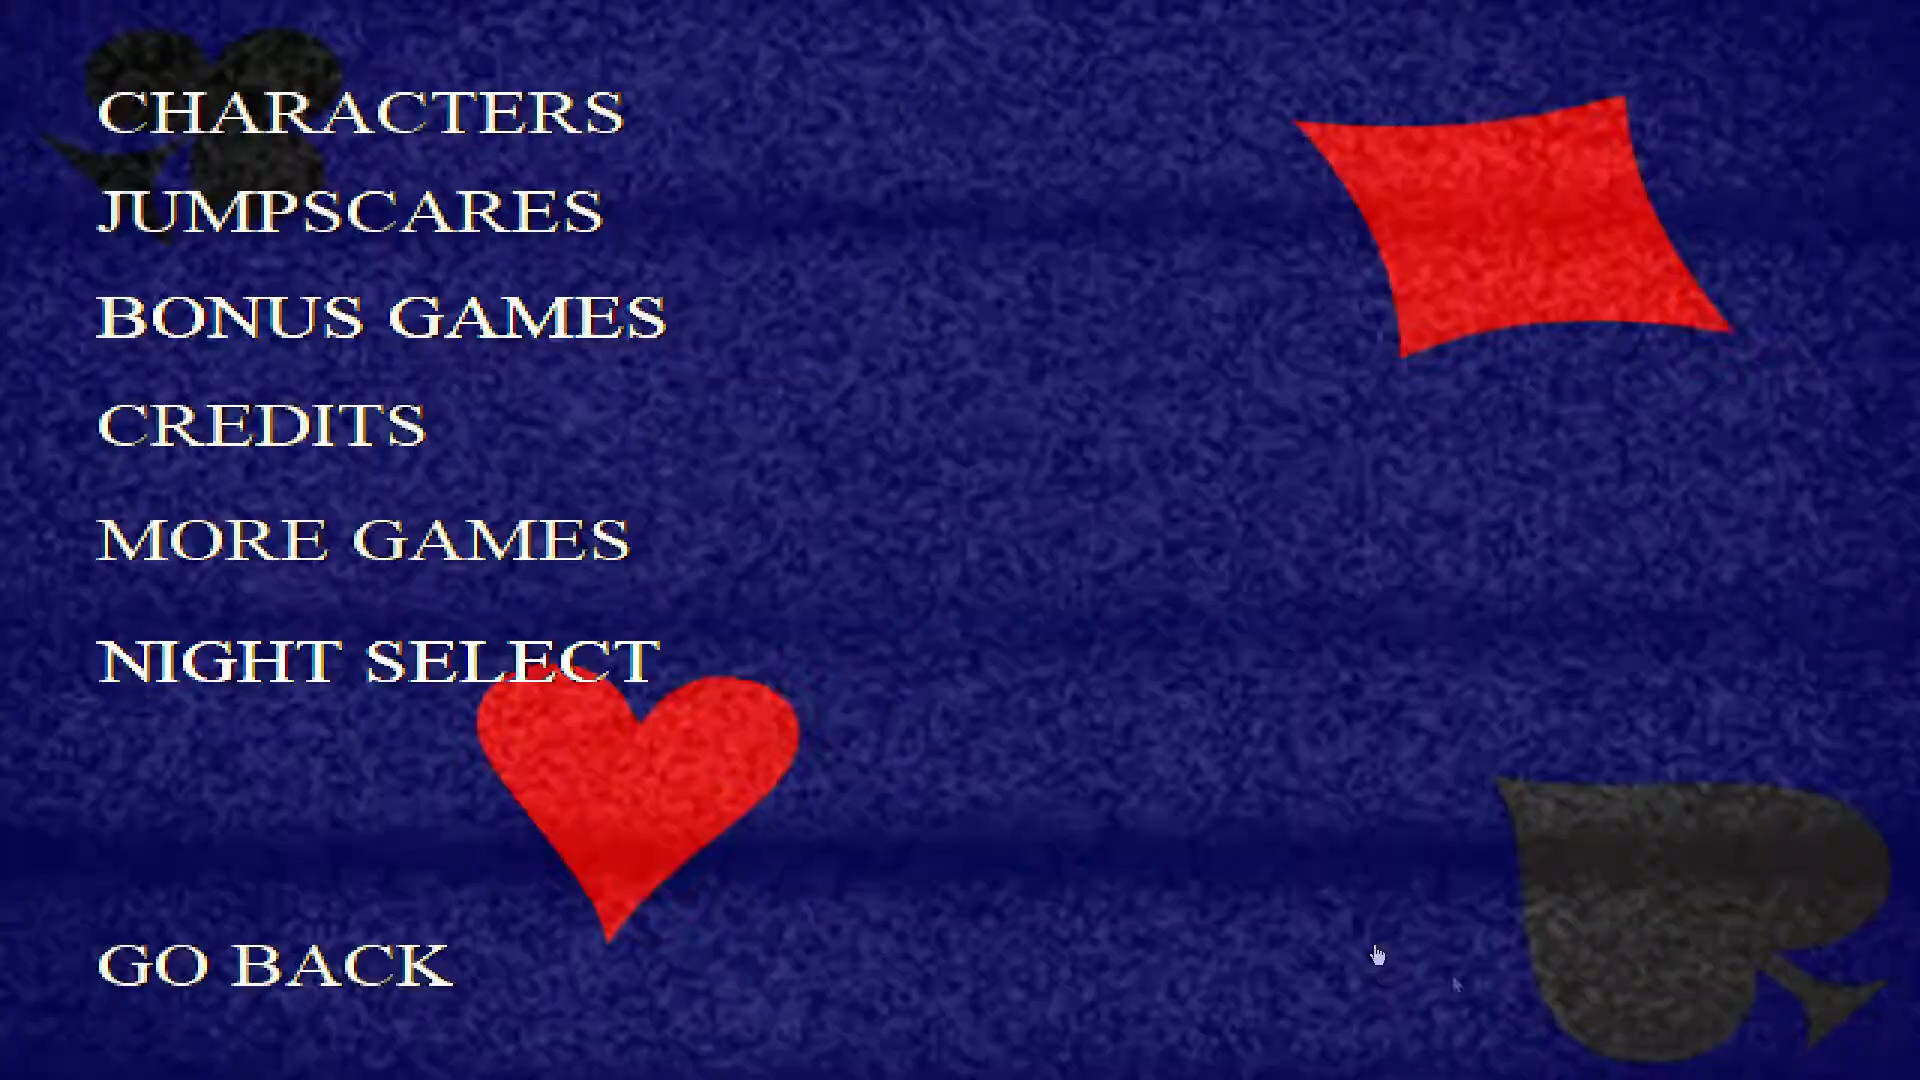 CHARACTERS
JUMPSCARES
BONUS GAMES
CREDITS
MORE GAMES
NIGHT SELECT
GO BACK